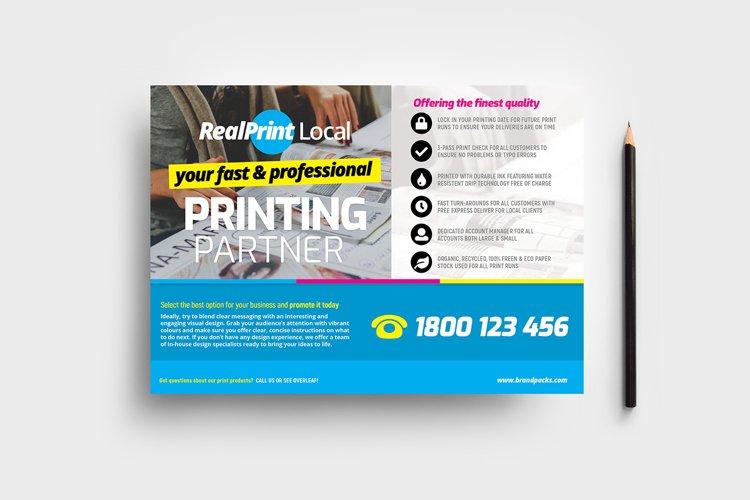 RealPrint Local
your fast & professional
PRINTING
PARTNER
Offering the finest quality
LOCK IN YOUR PRINTING DATE FOR FUTURE PRINT
RUNS TO ENSURE YOUR DELIVERIES ARE ON TIME
3-PASS PRINT CHECK FOR ALL CUSTOMERS TO
ENSURE NO PROBLEMS OR TYPO ERRORS
PRINTED WITH DURABLE INK FEATURING WATER
RESISTENT DRIP TECHNOLOGY FREE OF CHARGE
FAST TURN-AROUNDS FOR ALL CUSTOMERS WITH
FREE EXPRESS DELIVER FOR LOCAL CLIENTS
DEDICATED ACCOUNT MANAGER FOR ALL
ACCOUNTS BOTH LARGE & SMALL
ORGANIC, RECYCLED, 100% FREEN & ECO PAPER
STOCK USED FOR ALL PRINT RUNS
Select the best option for your business and promote it today
Ideally, try to blend clear messaging with an interesting and
engaging visual design. Grab your audience's attention with vibrant
colours and make sure you offer clear, concise instructions on what
to do next. If you don't have any design experience, we offer a team
of in-house design specialists ready to bring your ideas to life.
1800 123 456
Got questions about our print products? CALL US OR SEE OVERLEAF!
www.brandpacks.com